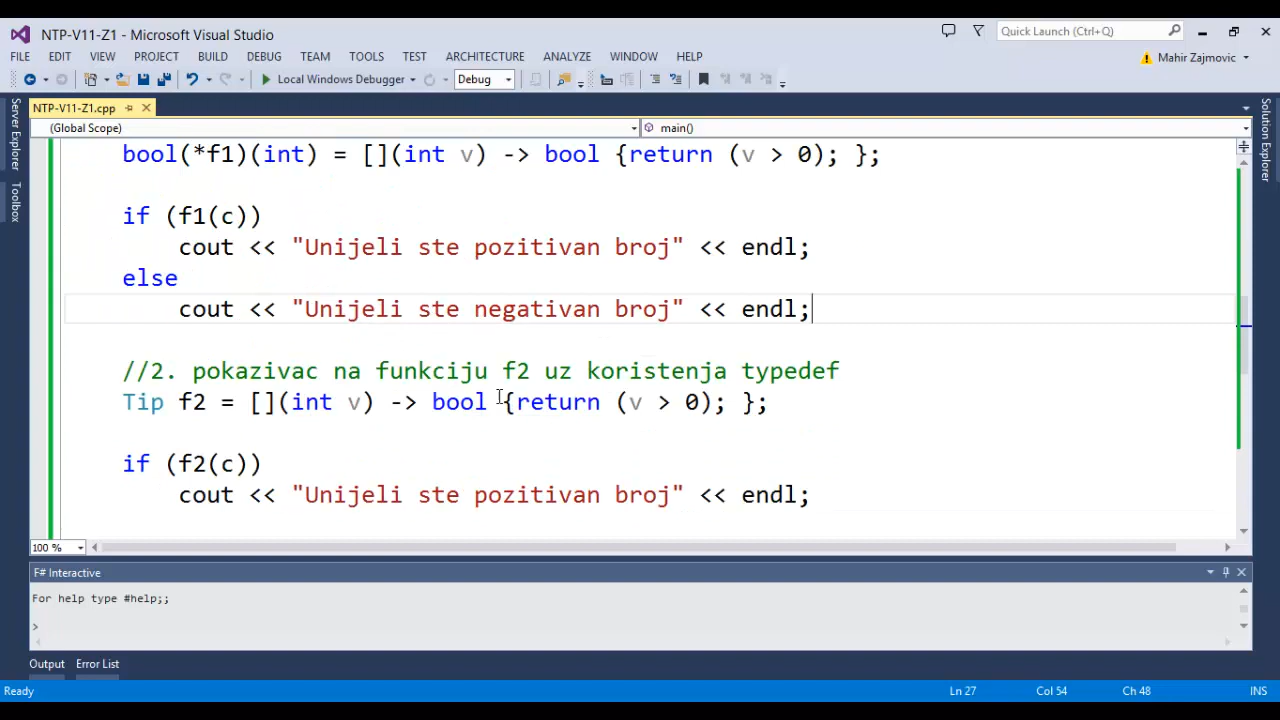 NTP-V11-Z1 - Microsoft Visual Studio
Quick Launch (Ctrl+Q)
FILE EDIT VIEW PROJECT BUILD DEBUG TEAM TOOLS TEST ARCHITECTURE ANALYZE WINDOW HELP
Mahir Zajmovic
Local Windows Debugger
Debug
NTP-V11-Z1.cpp
(Global Scope)
main()
Server Explorer
Toolbox
Solution Explorer
bool(*f1)(int) = [](int v) -> bool {return (v > 0); };
if (f1(c))
cout << "Unijeli ste pozitivan broj" << endl;
else
cout << "Unijeli ste negativan broj" << endl;
//2. pokazivac na funkciju f2 uz koristenja typedef
Tip f2 = [](int v) -> bool {return (v > 0); };
if (f2(c))
cout << "Unijeli ste pozitivan broj" << endl;
100 %
F# Interactive
For help type #help;;
>
Output Error List
Ready
Ln 27 Col 54 Ch 48 INS